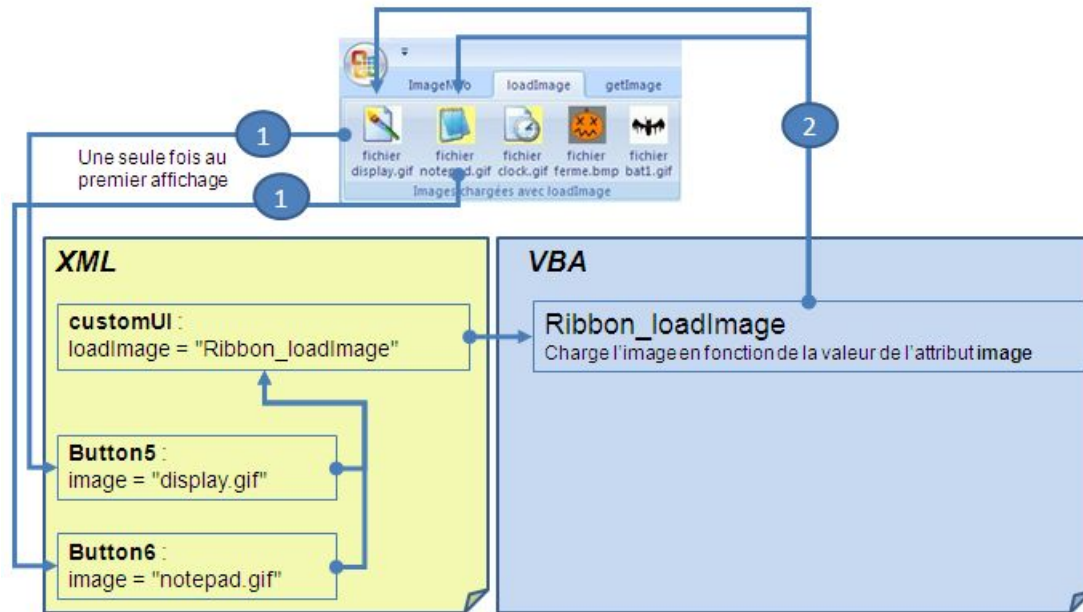 ImageMso loadImage getImage
fichier display.gif
fichier notepad.gif
fichier clock.gif
fichier ferme.bmp
fichier bat1.gif
Images chargées avec loadImage
1
Une seule fois au
premier affichage
1
2
XML
customUI :
loadImage = "Ribbon_loadImage"
Button5 :
image = "display.gif"
Button6 :
image = "notepad.gif"
VBA
Ribbon_loadImage
Charge l'image en fonction de la valeur de l'attribut image